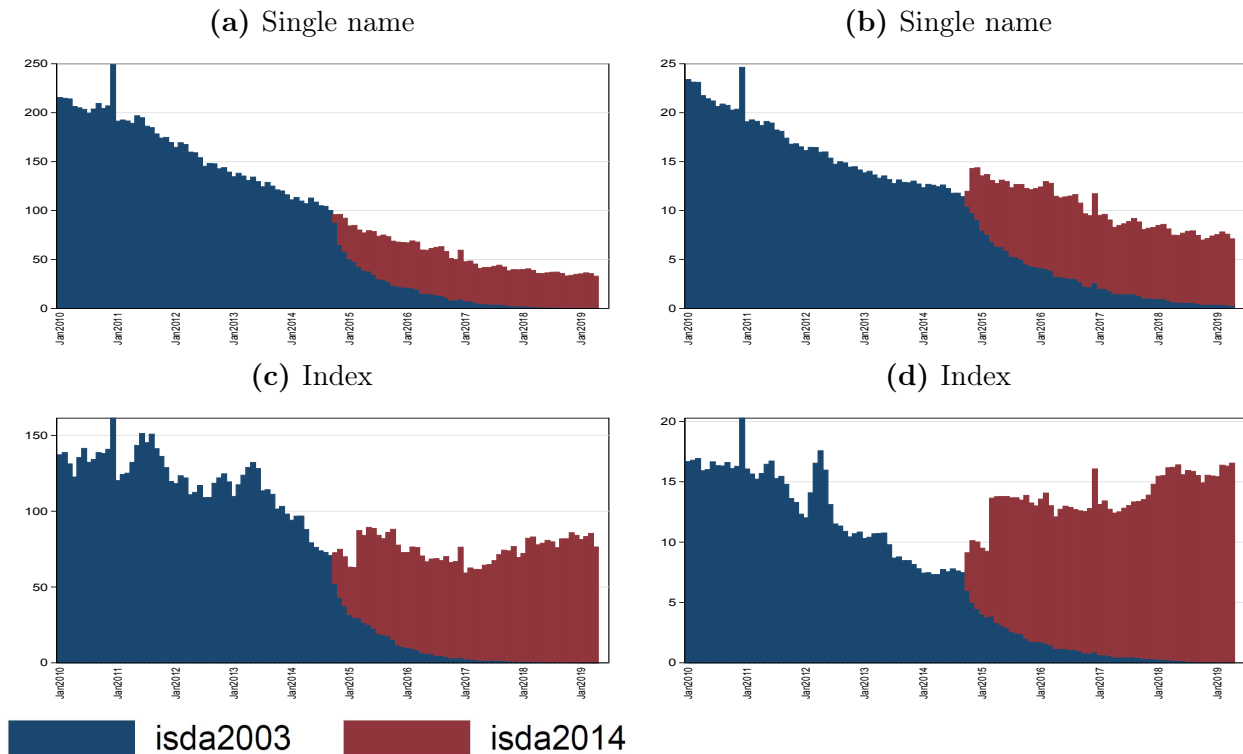 (a) Single name
250
200
150
100
50
0
Jan2010
Jan2011
Jan2012
Jan2013
Jan2014
Jan2015
Jan2016
Jan2017
Jan2018
Jan2019
(b) Single name
25
20
15
10
5
0
Jan2010
Jan2011
Jan2012
Jan2013
Jan2014
Jan2015
Jan2016
Jan2017
Jan2018
Jan2019
(c) Index
150
100
50
0
Jan2010
Jan2011
Jan2012
Jan2013
Jan2014
Jan2015
Jan2016
Jan2017
Jan2018
Jan2019
(d) Index
20
15
10
5
0
Jan2010
Jan2011
Jan2012
Jan2013
Jan2014
Jan2015
Jan2016
Jan2017
Jan2018
Jan2019
isda2003
isda2014